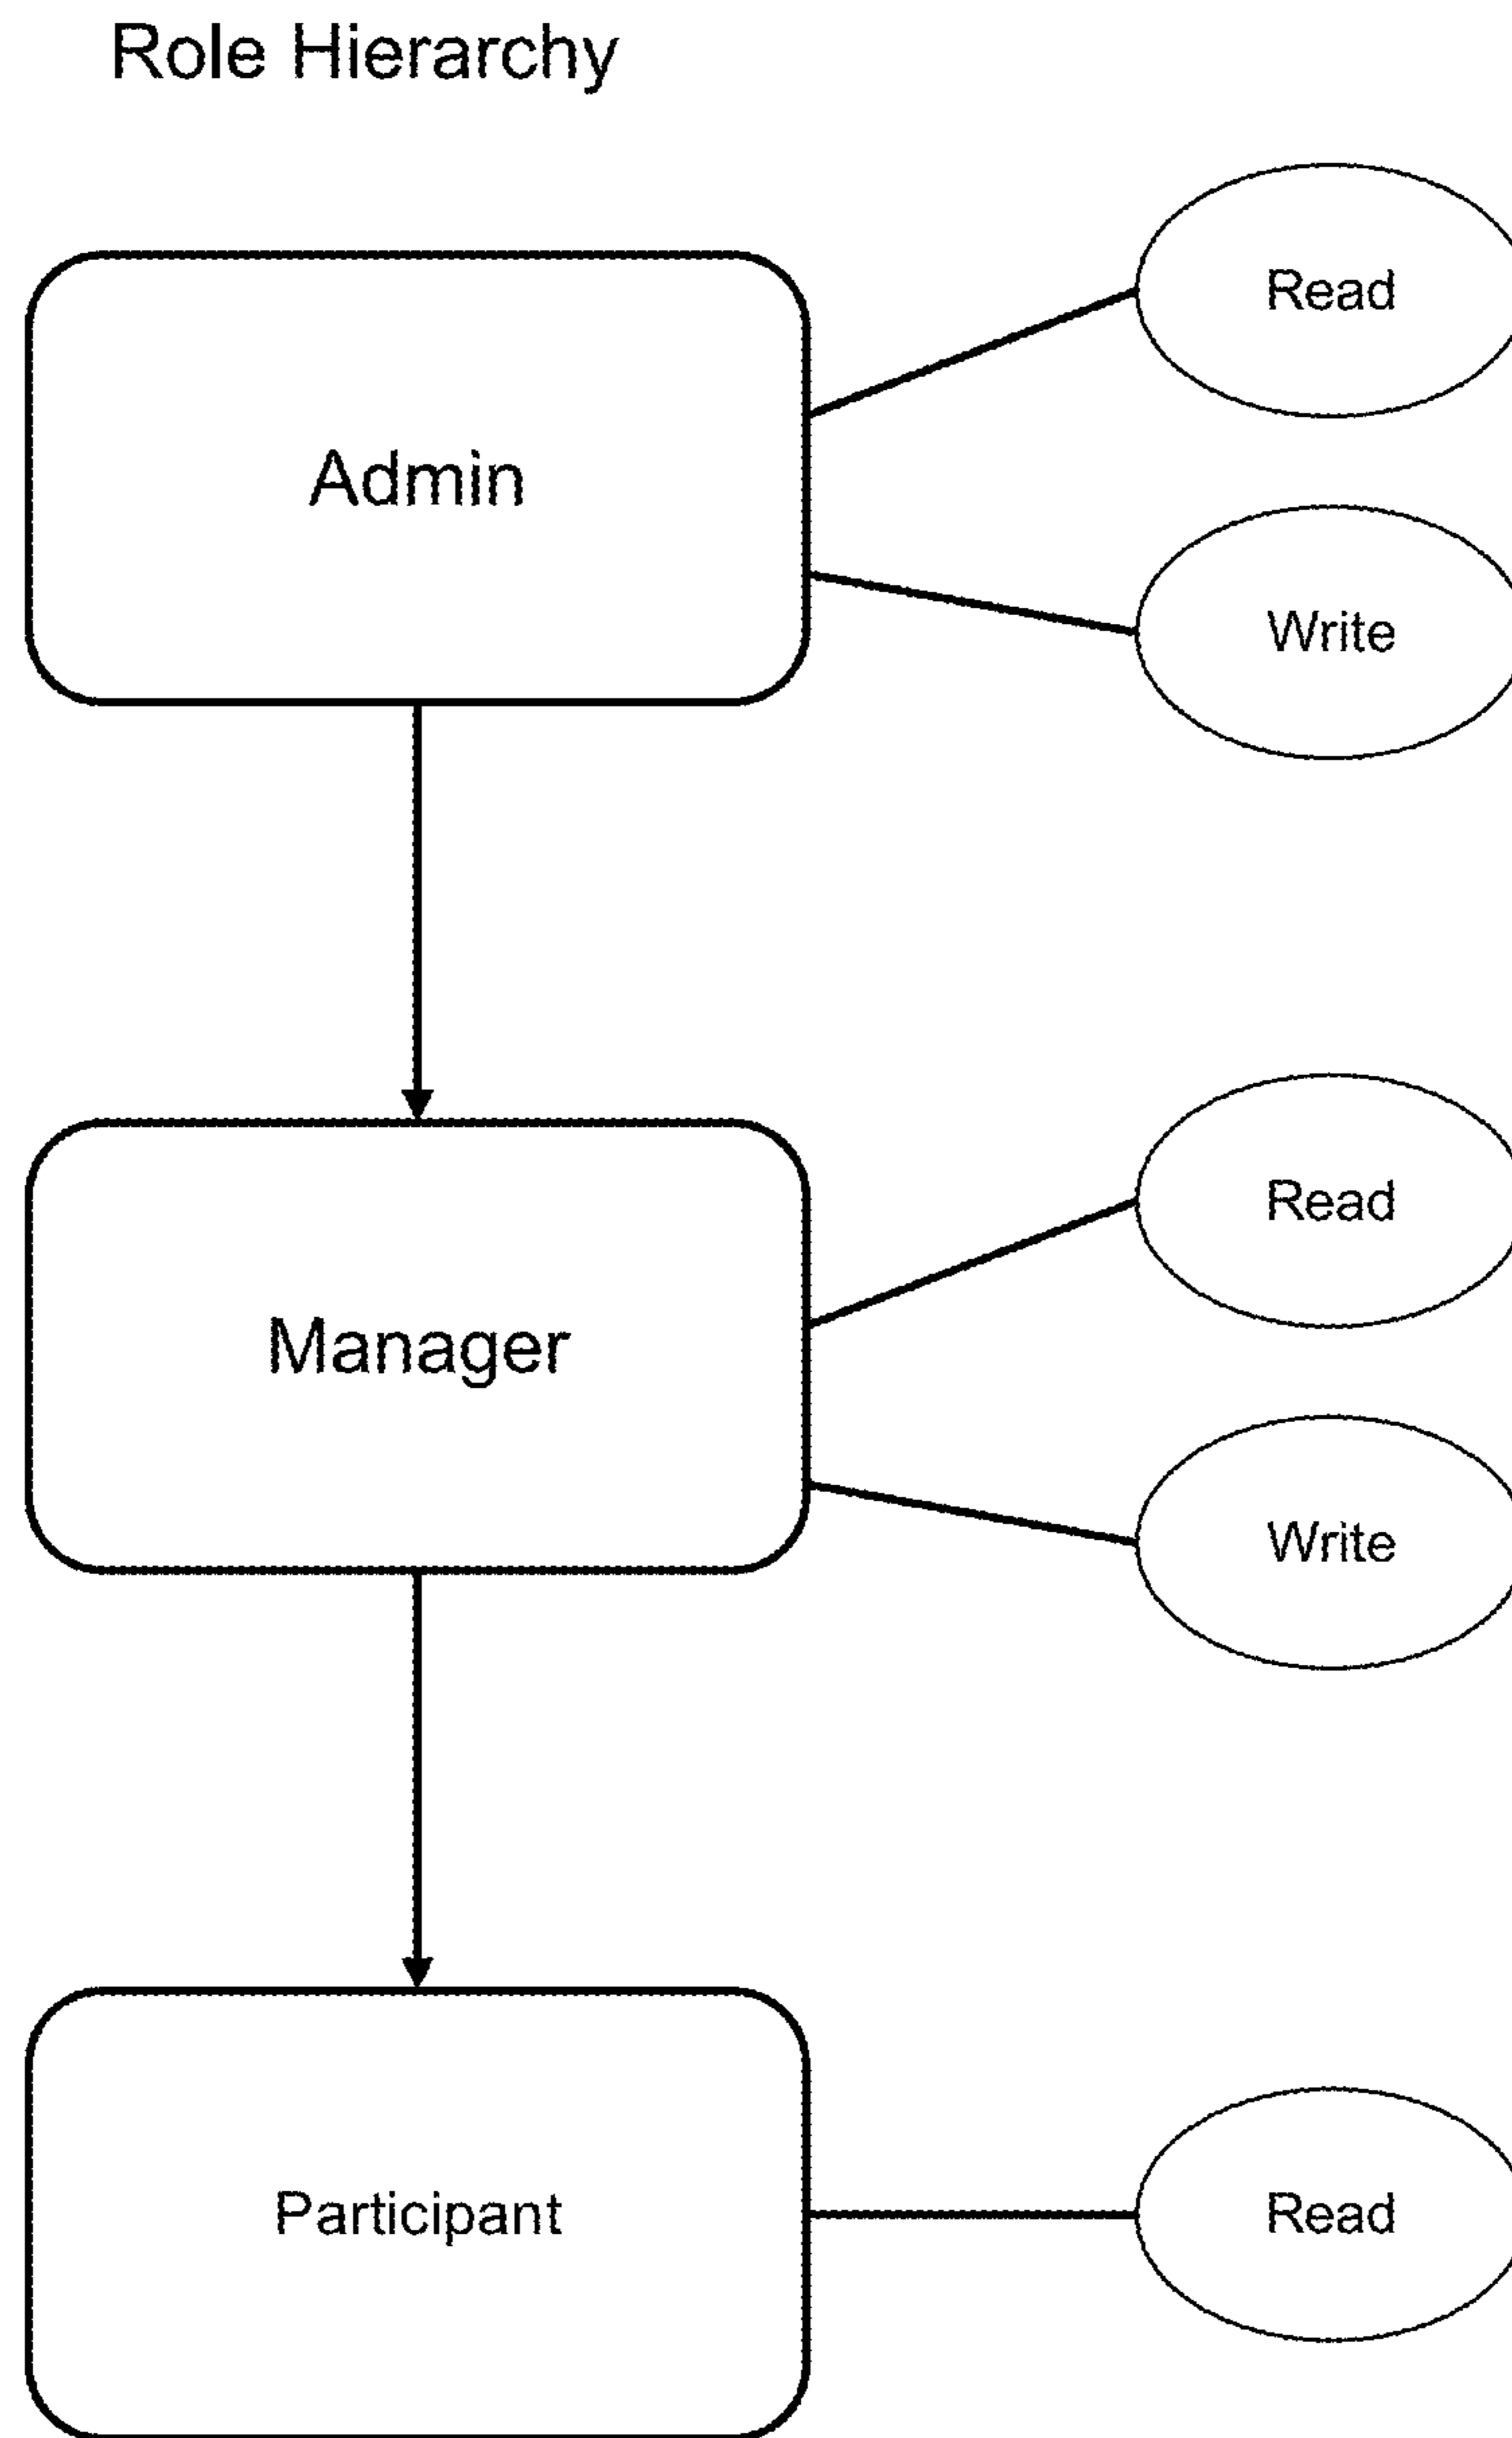 Role Hierarchy
Read
Admin
Write
Read
Manager
Write
Participant
Read